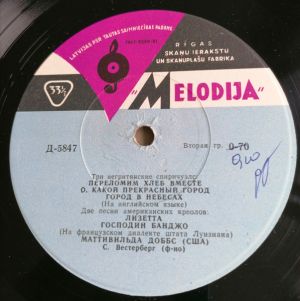 LATVIJAS PSR TAUTAS SAIMNIECĪBAS PADOME
RĪGAS
SKAŅU IERAKSTU
UN SKAŅUPLAŠU FABRIKA
33⅓
"MELODIJA"
Д-5847
Вторая гр. 0-70
Три негритянские спиричуэлс:
ПЕРЕЛОМИМ ХЛЕБ ВМЕСТЕ
О, КАКОЙ ПРЕКРАСНЫЙ ГОРОД
ГОРОД В НЕБЕСАХ
(На английском языке)
Две песни американских креолов:
ЛИЗЕТТА
ГОСПОДИН БАНДЖО
(На французском диалекте штата Луизиана)
МАТТИВИЛЬДА ДОББС (США)
С. Вестерберг (ф-но)